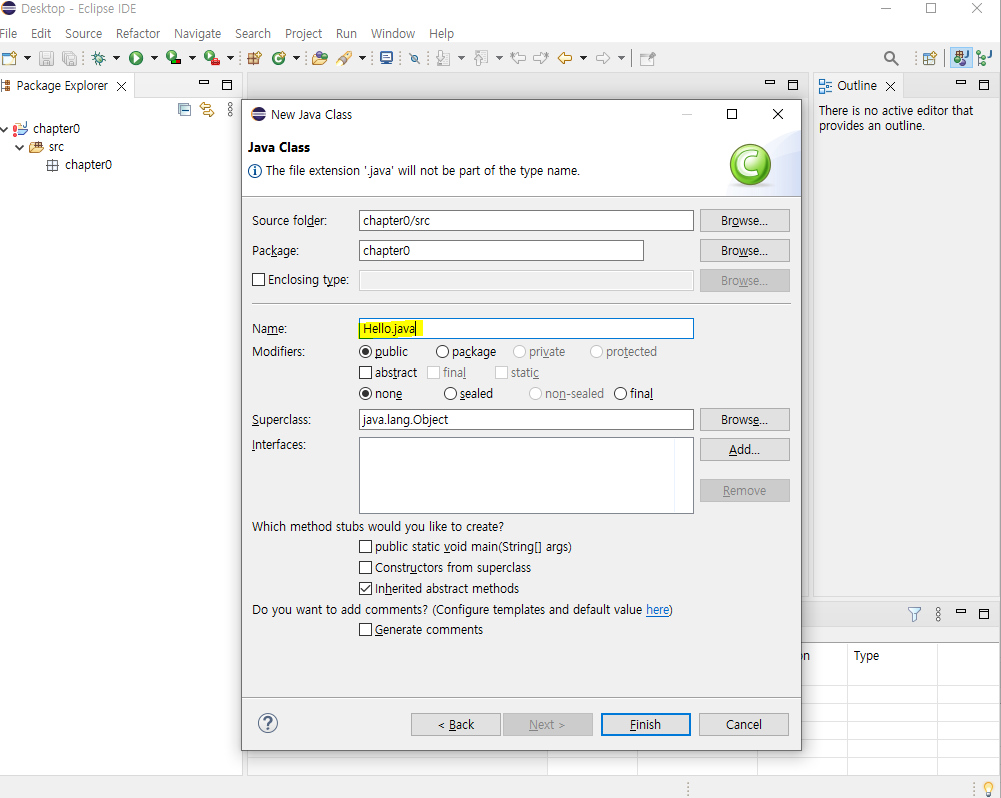 Desktop - Eclipse IDE
File Edit Source Refactor Navigate Search Project Run Window Help
Package Explorer
chapter0
src
chapter0
New Java Class
Java Class
The file extension '.java' will not be part of the type name.
Source folder: chapter0/src Browse...
Package: chapter0 Browse...
Enclosing type: Browse...
Name: Hello.java
Modifiers: public package private protected
abstract final static
none sealed non-sealed final
Superclass: java.lang.Object Browse...
Interfaces: Add...
Remove
Which method stubs would you like to create?
public static void main(String[] args)
Constructors from superclass
Inherited abstract methods
Do you want to add comments? (Configure templates and default value here)
Generate comments
< Back Next > Finish Cancel
Outline
There is no active editor that
provides an outline.
on Type